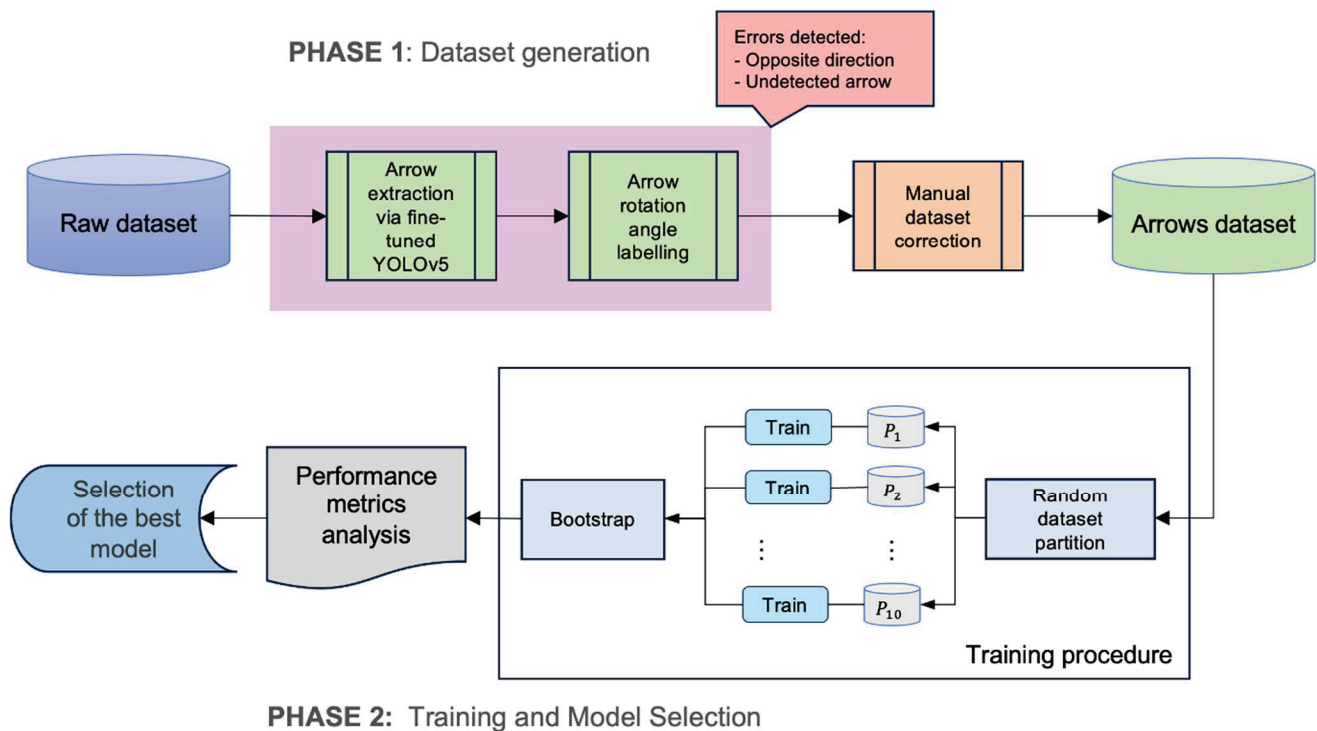 PHASE 1: Dataset generation
Errors detected:
- Opposite direction
- Undetected arrow
Raw dataset
Arrow
extraction
via fine-
tuned
YOLOv5
Arrow
rotation
angle
labelling
Manual
dataset
correction
Arrows dataset
Random
dataset
partition
P₁
Train
P₂
Train
⋮
⋮
P₁₀
Train
Training procedure
Bootstrap
Performance
metrics
analysis
Selection
of the best
model
PHASE 2: Training and Model Selection